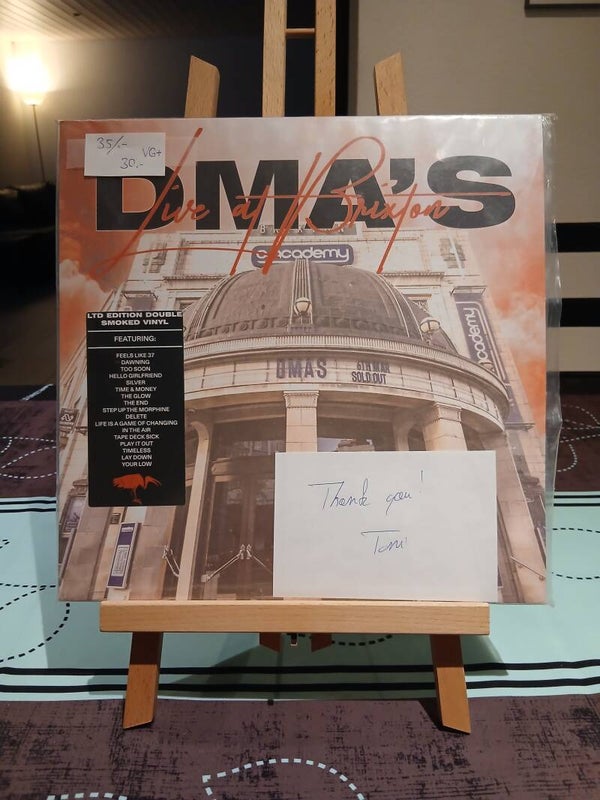 35/.- VG+
30.-
DMA'S
Live at Brixton
academy
academy
DMAS 6TH MAR
SOLD OUT
LTD EDITION DOUBLE
SMOKED VINYL
FEATURING:
FEELS LIKE 37
DAWNING
TOO SOON
HELLO GIRLFRIEND
SILVER
TIME & MONEY
THE GLOW
THE END
STEP UP THE MORPHINE
DELETE
LIFE IS A GAME OF CHANGING
IN THE AIR
TAPE DECK SICK
PLAY IT OUT
TIMELESS
LAY DOWN
YOUR LOW
Thank you!
Tomi